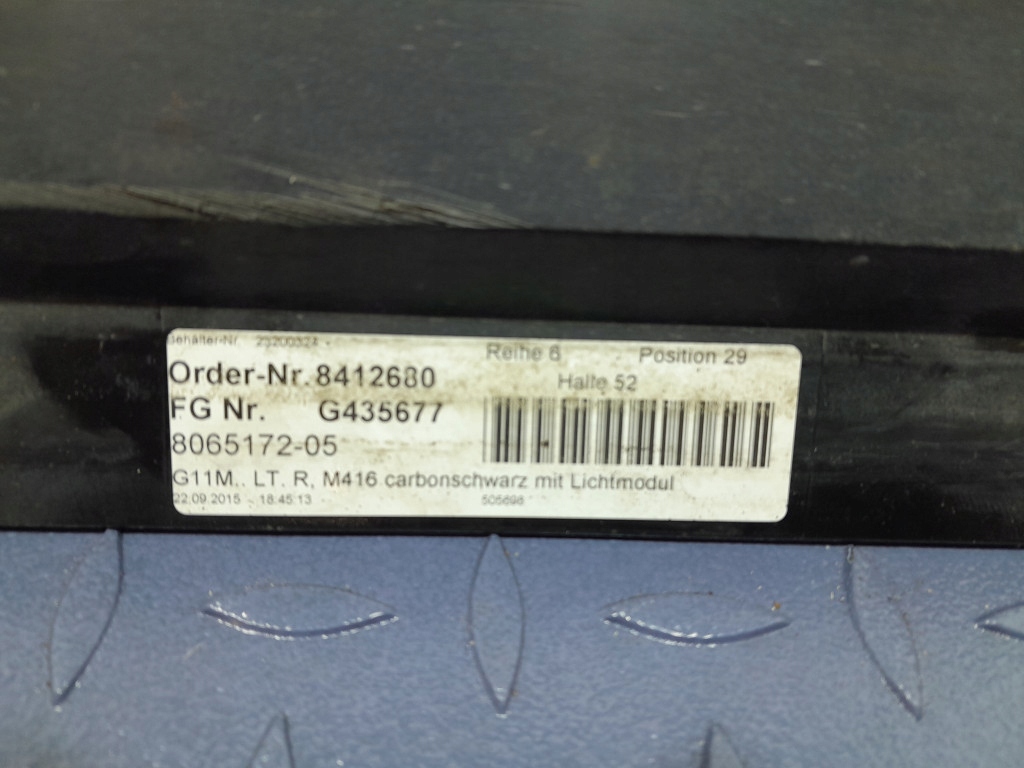 Behälter-Nr. 23200324 -
Reihe 6 Position 29
Order-Nr. 8412680 Halle 52
FG Nr. G435677
8065172-05
G11M.. LT. R, M416 carbonschwarz mit Lichtmodul
22.09.2015 - 18:45:13 505698